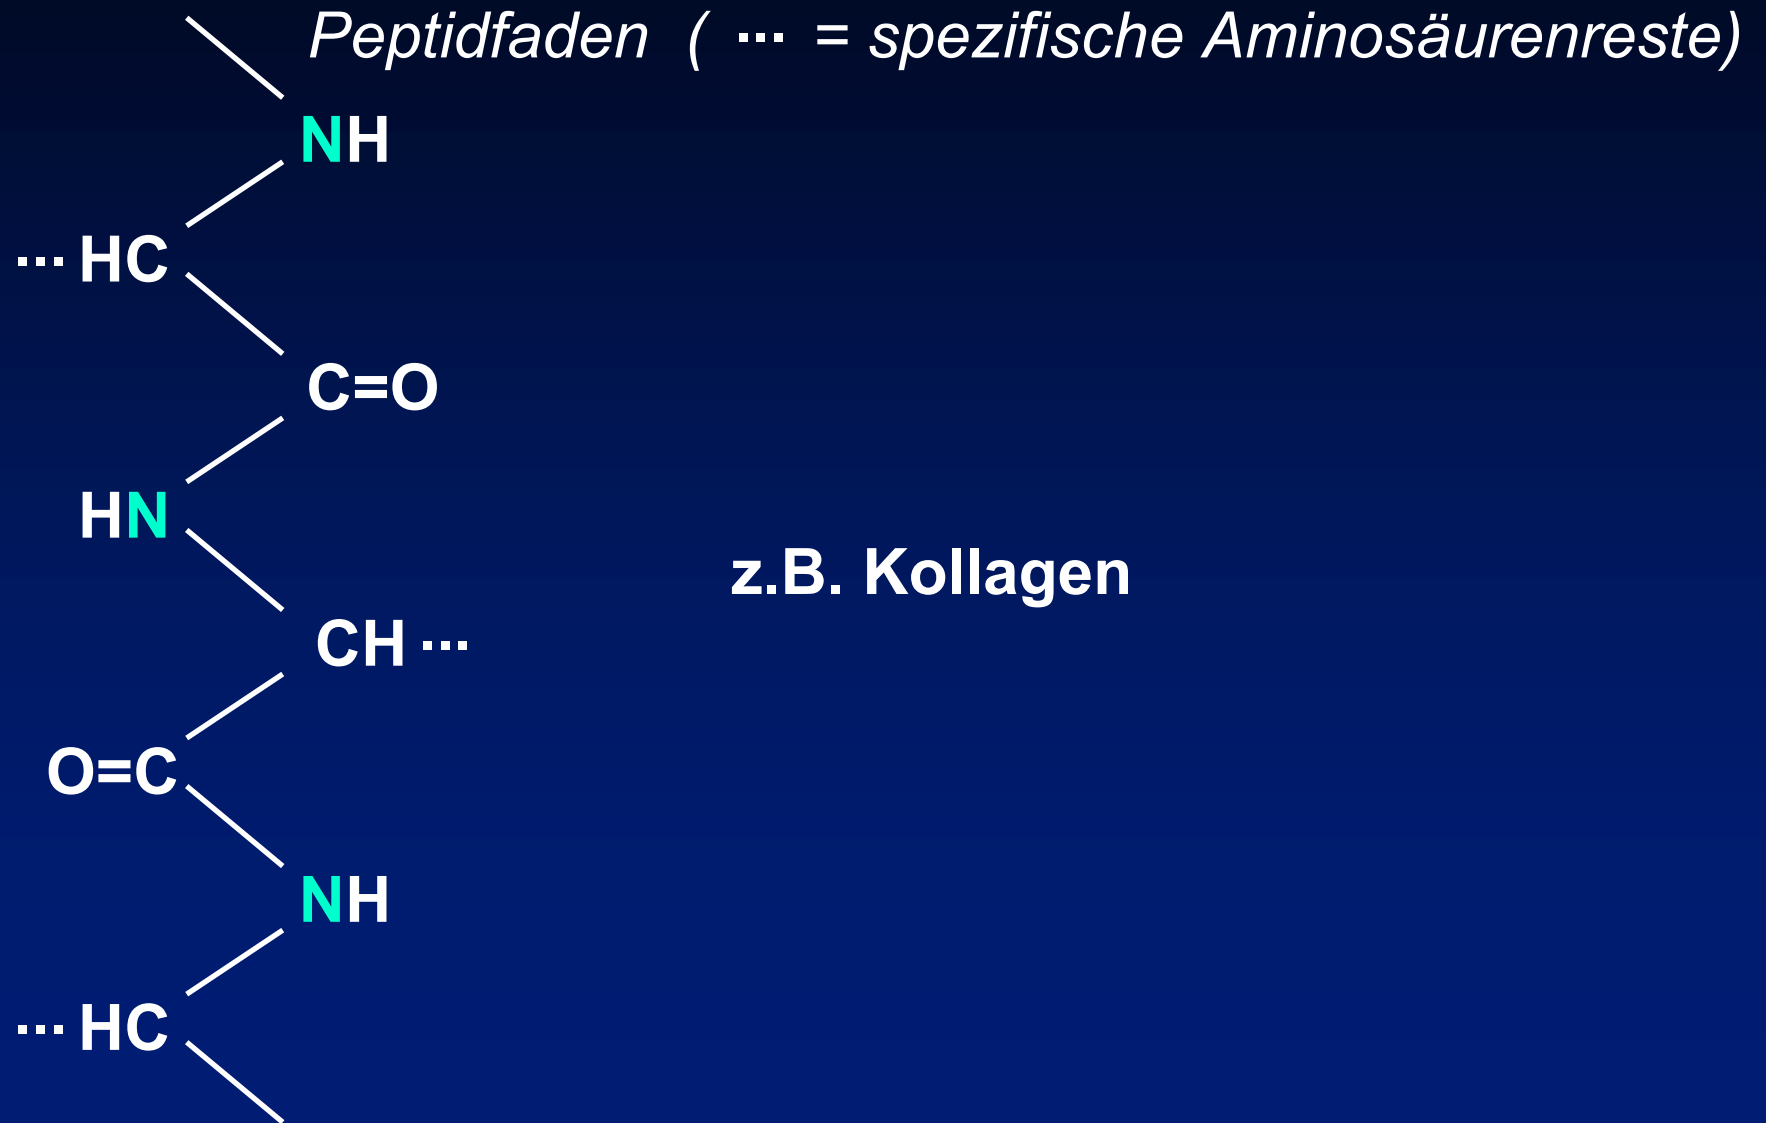 Peptidfaden ( ··· = spezifische Aminosäurenreste)
NH
··· HC
C=O
HN
z.B. Kollagen
CH ···
O=C
NH
··· HC